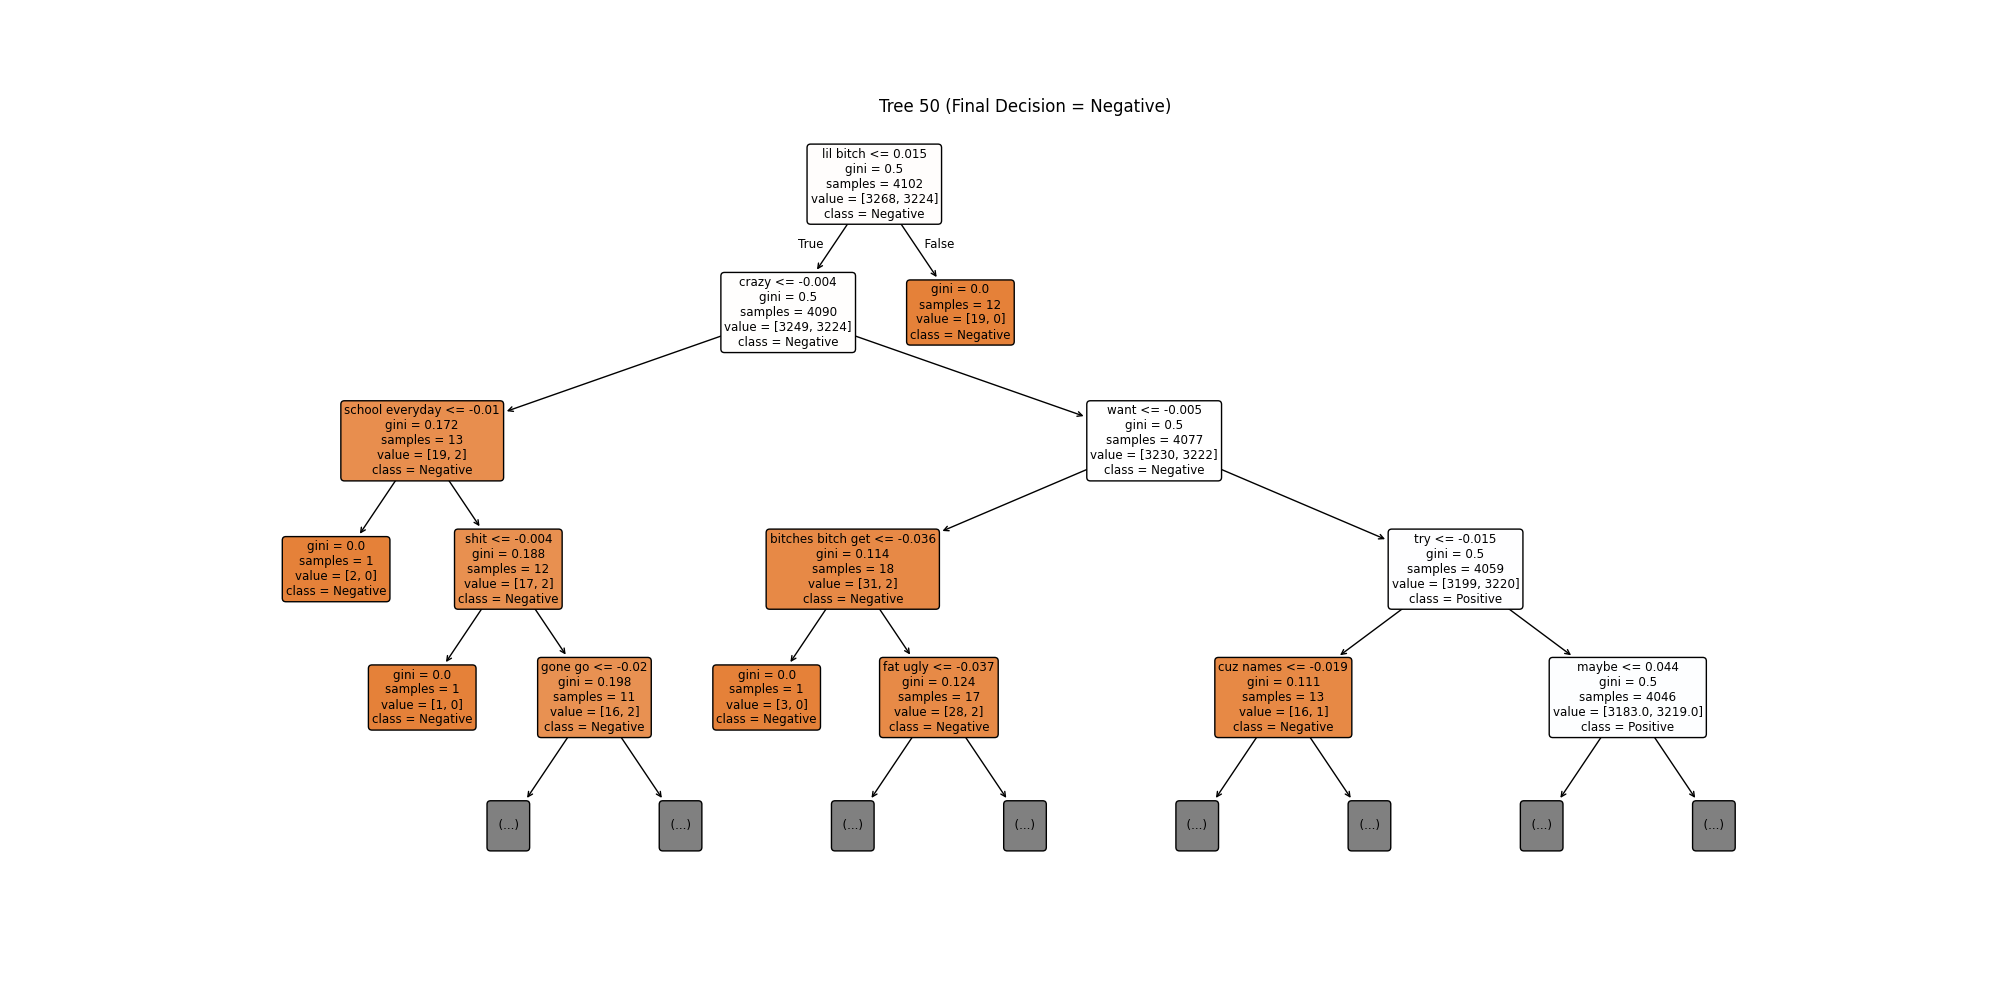 Tree 50 (Final Decision = Negative)
lil bitch <= 0.015
gini = 0.5
samples = 4102
value = [3268, 3224]
class = Negative
True
False
crazy <= -0.004
gini = 0.5
samples = 4090
value = [3249, 3224]
class = Negative
gini = 0.0
samples = 12
value = [19, 0]
class = Negative
school everyday <= -0.01
gini = 0.172
samples = 13
value = [19, 2]
class = Negative
want <= -0.005
gini = 0.5
samples = 4077
value = [3230, 3222]
class = Negative
gini = 0.0
samples = 1
value = [2, 0]
class = Negative
shit <= -0.004
gini = 0.188
samples = 12
value = [17, 2]
class = Negative
bitches bitch get <= -0.036
gini = 0.114
samples = 18
value = [31, 2]
class = Negative
try <= -0.015
gini = 0.5
samples = 4059
value = [3199, 3220]
class = Positive
gini = 0.0
samples = 1
value = [1, 0]
class = Negative
gone go <= -0.02
gini = 0.198
samples = 11
value = [16, 2]
class = Negative
gini = 0.0
samples = 1
value = [3, 0]
class = Negative
fat ugly <= -0.037
gini = 0.124
samples = 17
value = [28, 2]
class = Negative
cuz names <= -0.019
gini = 0.111
samples = 13
value = [16, 1]
class = Negative
maybe <= 0.044
gini = 0.5
samples = 4046
value = [3183.0, 3219.0]
class = Positive
(...)
(...)
(...)
(...)
(...)
(...)
(...)
(...)